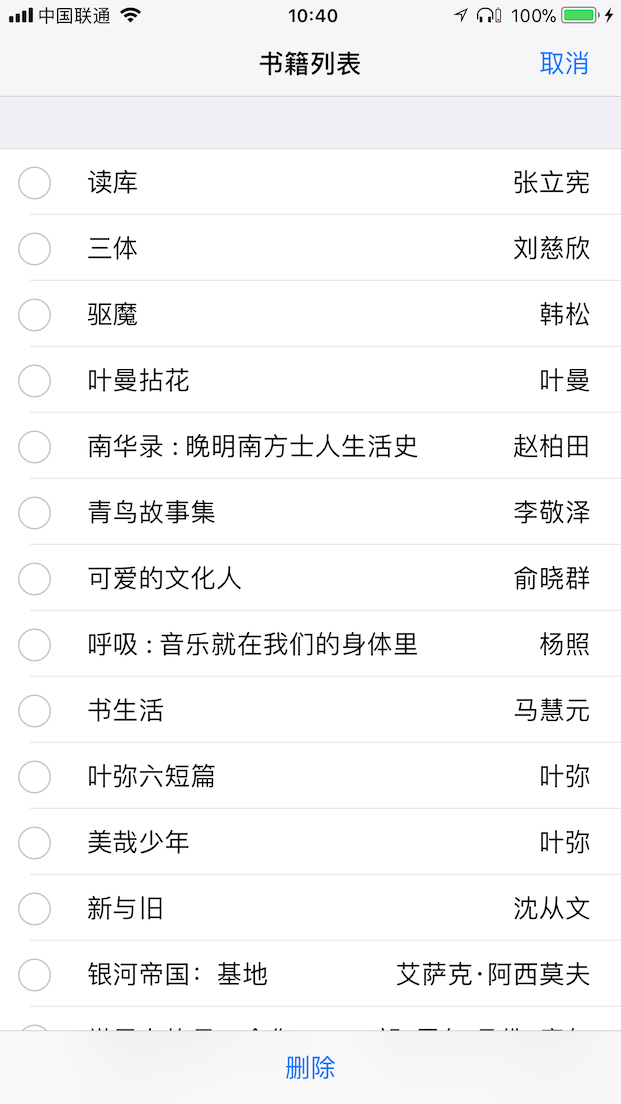 中国联通 10:40 100%
书籍列表 取消
读库 张立宪
三体 刘慈欣
驱魔 韩松
叶曼拈花 叶曼
南华录 : 晚明南方士人生活史 赵柏田
青鸟故事集 李敬泽
可爱的文化人 俞晓群
呼吸 : 音乐就在我们的身体里 杨照
书生活 马慧元
叶弥六短篇 叶弥
美哉少年 叶弥
新与旧 沈从文
银河帝国：基地 艾萨克·阿西莫夫
删除